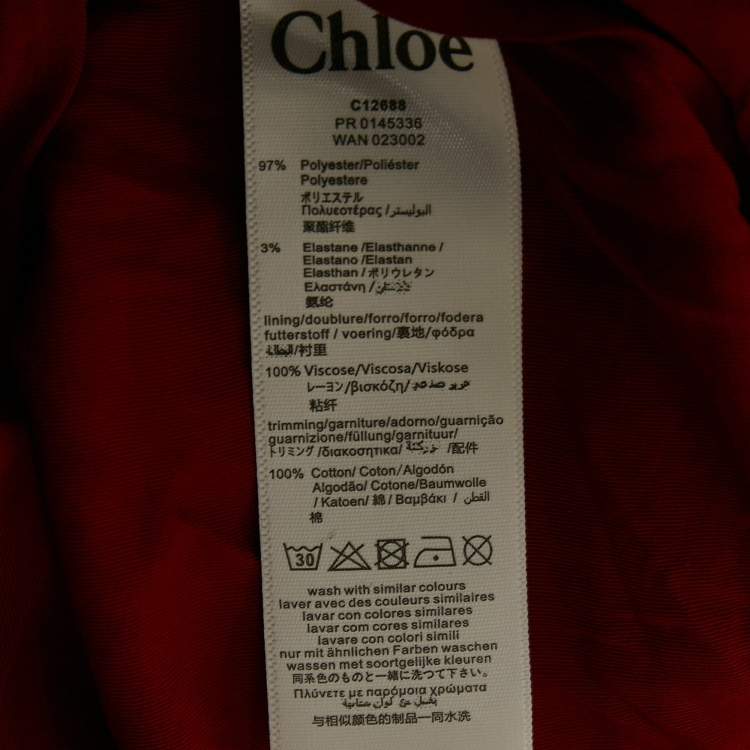 Chloé
C12688
PR 0145336
WAN 023002
97% Polyester/Poliéster
Polyestere
ポリエステル
Πολυεστέρας /البوليستر
聚酯纤维
3% Elastane /Elasthanne /
Elastano /Elastan
Elasthan / ポリウレタン
Ελαστάνη /
氨纶
lining/doublure/forro/forro/fodera
futterstoff / voering/裏地/φόδρα
/衬里
100% Viscose/Viscosa/Viskose
レーヨン/βισκόζη/
粘纤
trimming/garniture/adorno/guarnição
guarnizione/füllung/garnituur/
トリミング /διακοσητικα/ /配件
100% Cotton/ Coton/Algodón
Algodão/ Cotone/Baumwolle
/ Katoen/ 綿 / Βαμβάκι / القطن
棉
30
wash with similar colours
laver avec des couleurs similaires
lavar con colores similares
lavar com cores similares
lavare con colori simili
nur mit ähnlichen Farben waschen
wassen met soortgelijke kleuren
同系色のものと一緒に洗つて下さい。
Πλύνετε με παρόμοια χρώματα
与相似颜色的制品一同水洗